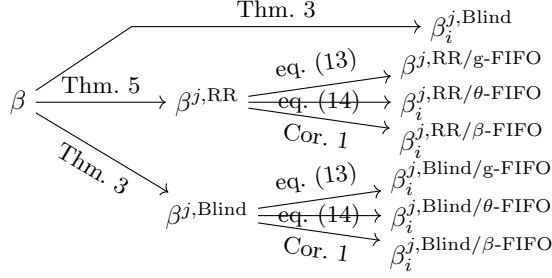 Thm. 3
β_i^{j,Blind}
eq. (13)
β^{j,RR/g-FIFO}
β
Thm. 5
β^{j,RR}
eq. (14)
β_i^{j,RR/θ-FIFO}
Cor. 1
β_i^{j,RR/β-FIFO}
Thm. 3
eq. (13)
β_i^{j,Blind/g-FIFO}
β^{j,Blind}
eq. (14)
β_i^{j,Blind/θ-FIFO}
Cor. 1
β_i^{j,Blind/β-FIFO}